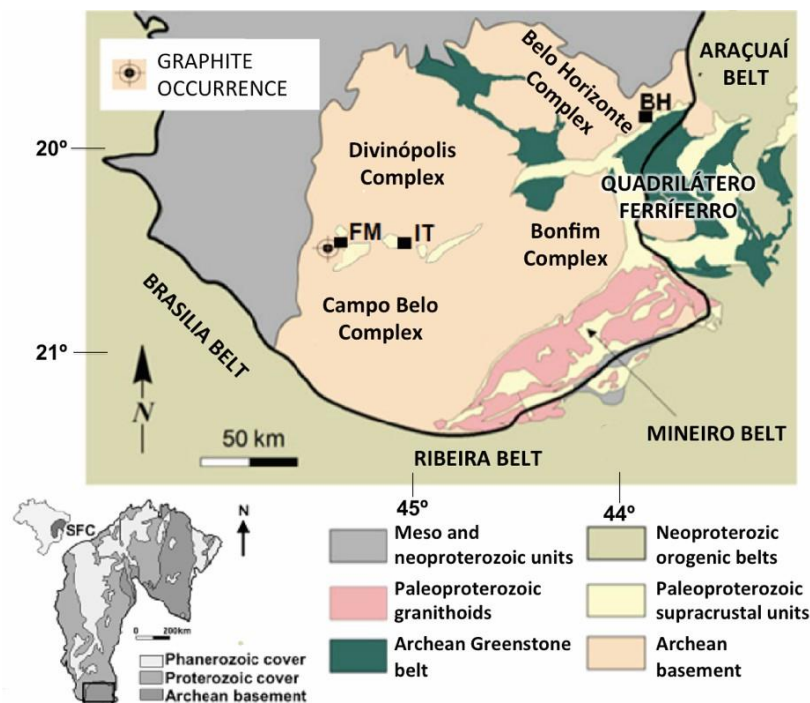 GRAPHITE
OCCURRENCE
Belo Horizonte
Complex
ARAÇUAÍ
BELT
BH
20º
Divinópolis
Complex
QUADRILÁTERO
FERRÍFERRO
FM
IT
Bonfim
Complex
BRASILIA BELT
Campo Belo
Complex
21º
N
50 km
MINEIRO BELT
RIBEIRA BELT
45º
44º
SFC
N
200km
Phanerozoic cover
Proterozoic cover
Archean basement
Meso and
neoproterozoic units
Paleoproterozoic
granithoids
Archean Greenstone
belt
Neoproterozic
orogenic belts
Paleoproterozoic
supracrustal units
Archean
basement